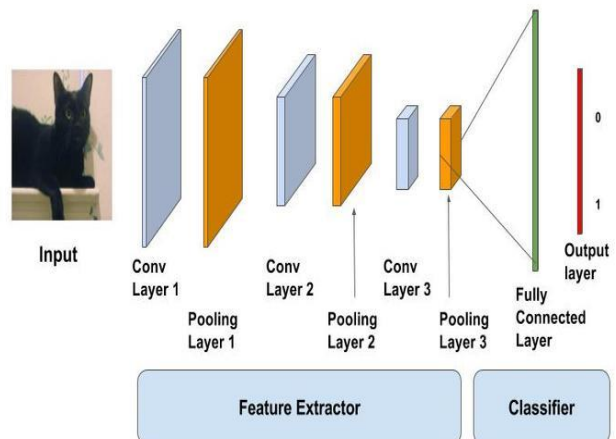 Input
Conv
Layer 1
Pooling
Layer 1
Conv
Layer 2
Pooling
Layer 2
Conv
Layer 3
Pooling
Layer 3
Fully
Connected
Layer
0
1
Output
layer
Feature Extractor
Classifier